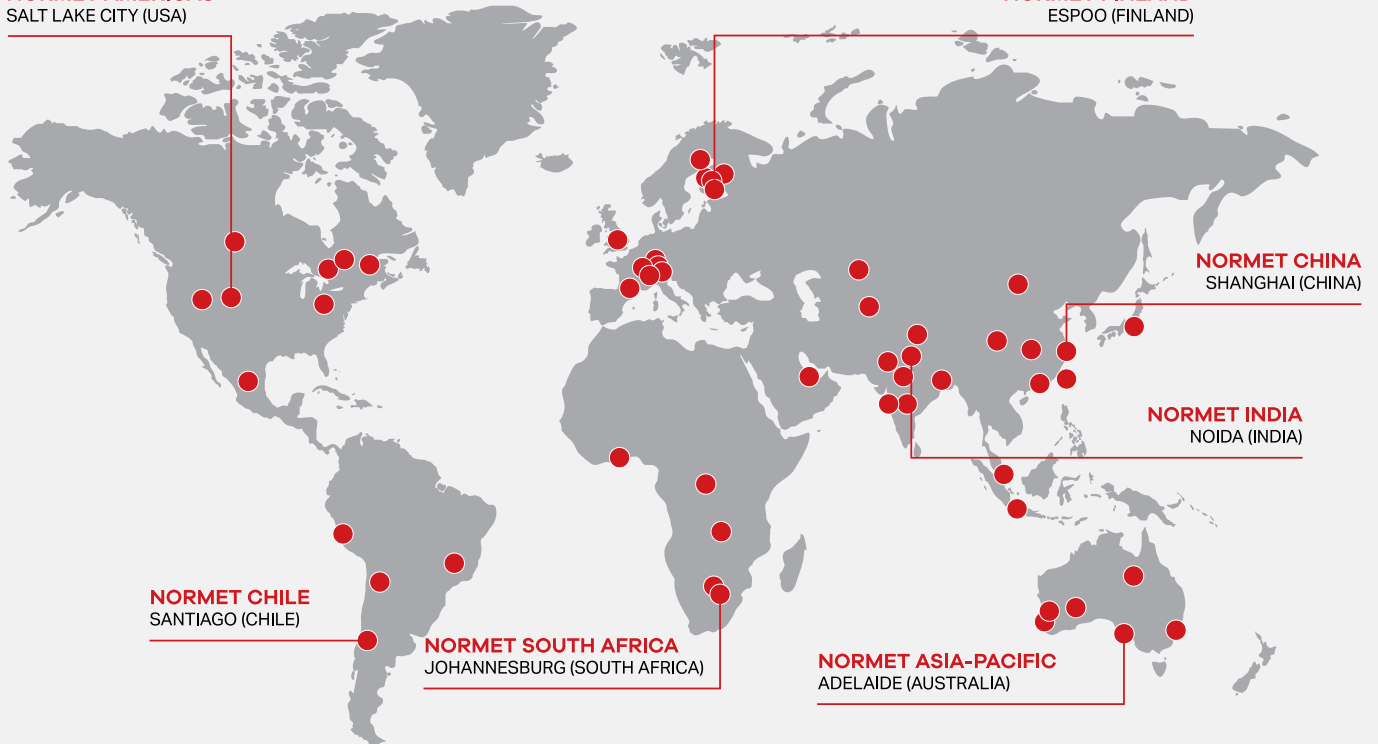 SALT LAKE CITY (USA)
ESPOO (FINLAND)
NORMET CHINA
SHANGHAI (CHINA)
NORMET INDIA
NOIDA (INDIA)
NORMET CHILE
SANTIAGO (CHILE)
NORMET SOUTH AFRICA
JOHANNESBURG (SOUTH AFRICA)
NORMET ASIA-PACIFIC
ADELAIDE (AUSTRALIA)